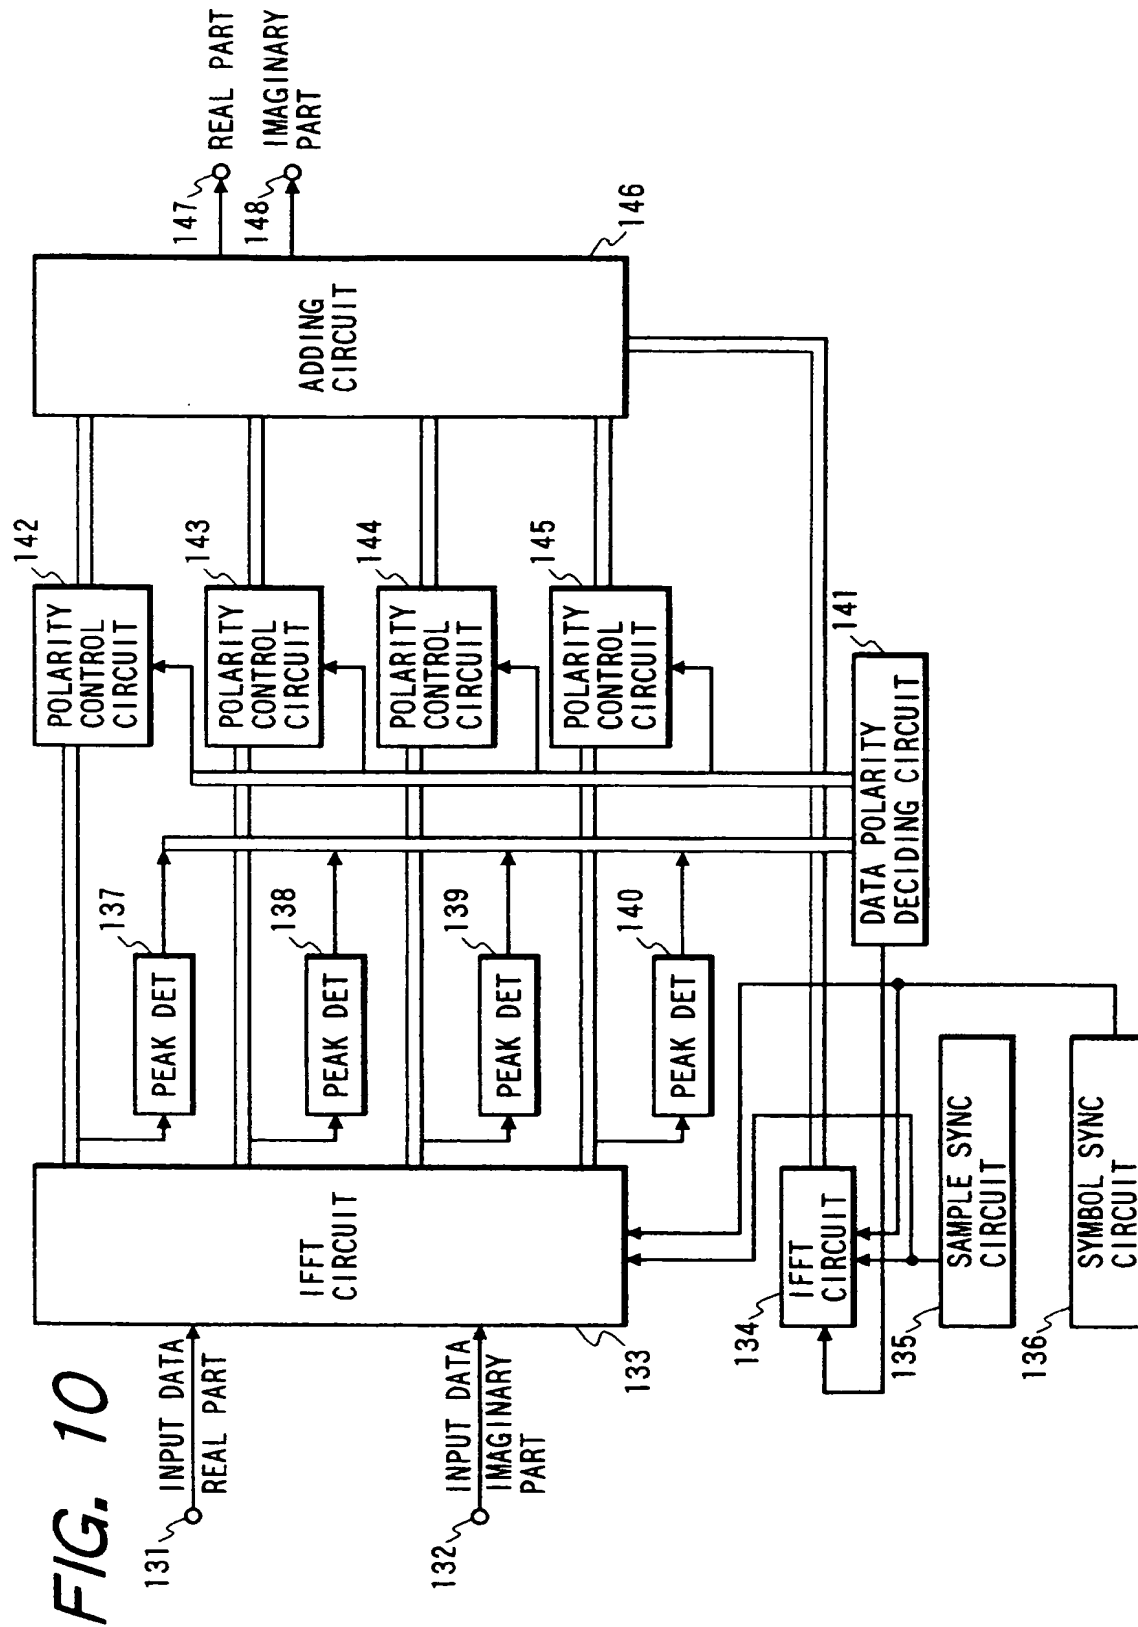 FIG. 10
131
INPUT DATA
REAL PART
132
INPUT DATA
IMAGINARY
PART
IFFT
CIRCUIT
133
PEAK DET
137
PEAK DET
138
PEAK DET
139
PEAK DET
140
POLARITY
CONTROL
CIRCUIT
142
POLARITY
CONTROL
CIRCUIT
143
POLARITY
CONTROL
CIRCUIT
144
POLARITY
CONTROL
CIRCUIT
145
ADDING
CIRCUIT
146
147
REAL PART
148
IMAGINARY
PART
134
IFFT
CIRCUIT
DATA POLARITY
DECIDING CIRCUIT
141
135
SAMPLE SYNC
CIRCUIT
136
SYMBOL SYNC
CIRCUIT